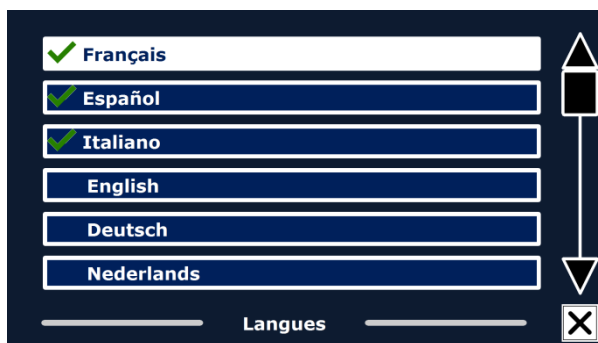 Français
Español
Italiano
English
Deutsch
Nederlands
Langues